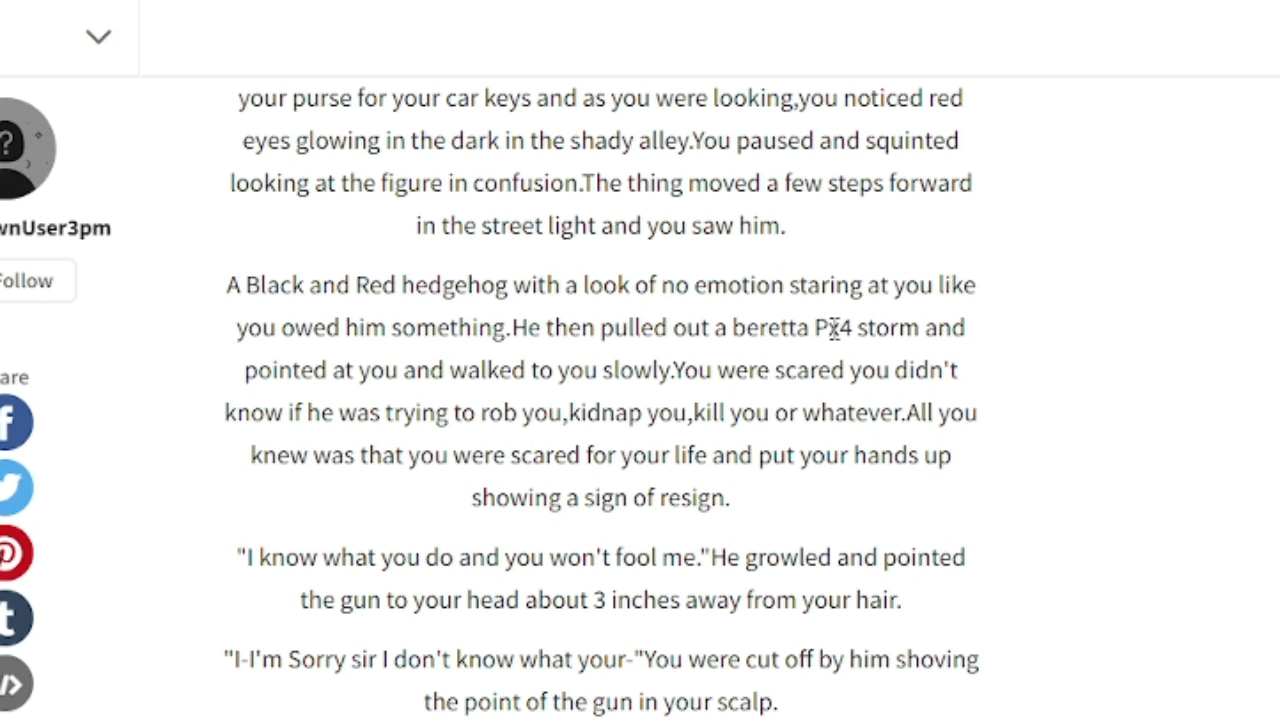 your purse for your car keys and as you were looking,you noticed red
eyes glowing in the dark in the shady alley.You paused and squinted
looking at the figure in confusion.The thing moved a few steps forward
in the street light and you saw him.
A Black and Red hedgehog with a look of no emotion staring at you like
you owed him something.He then pulled out a beretta Px4 storm and
pointed at you and walked to you slowly.You were scared you didn't
know if he was trying to rob you,kidnap you,kill you or whatever.All you
knew was that you were scared for your life and put your hands up
showing a sign of resign.
"I know what you do and you won't fool me."He growled and pointed
the gun to your head about 3 inches away from your hair.
"I-I'm Sorry sir I don't know what your-"You were cut off by him shoving
the point of the gun in your scalp.
wnUser3pm
Follow
are